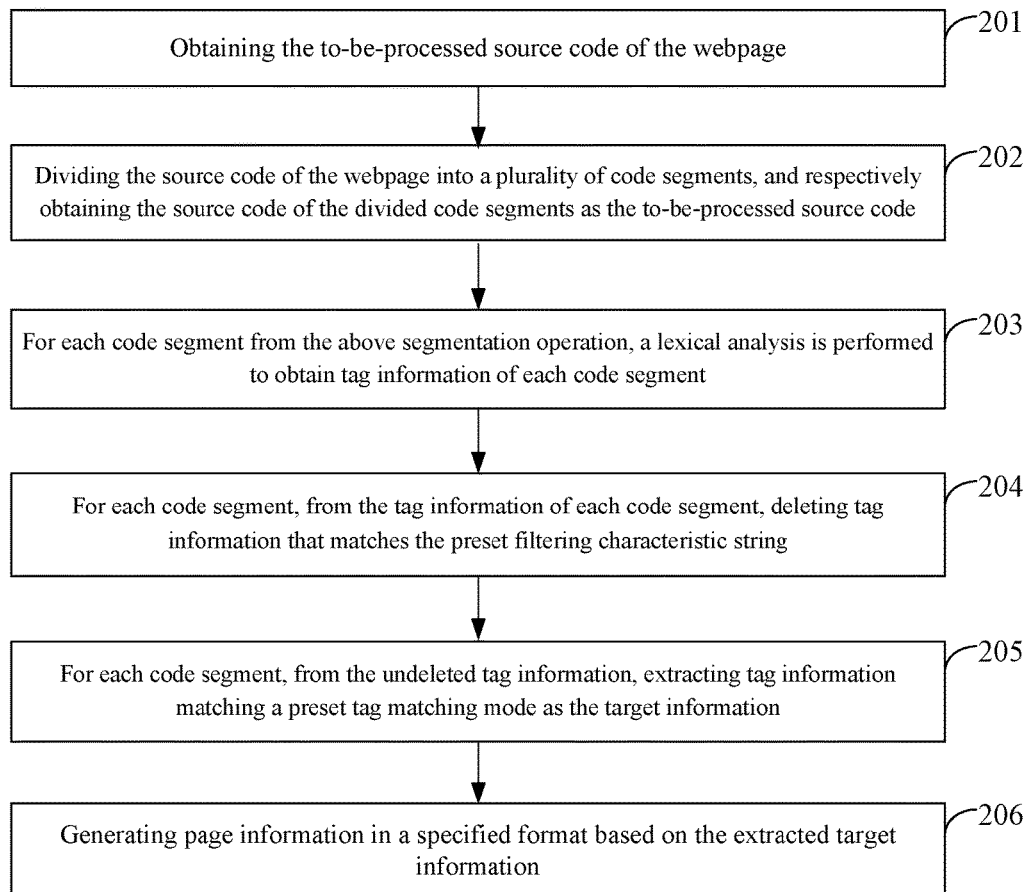 Obtaining the to-be-processed source code of the webpage
201
Dividing the source code of the webpage into a plurality of code segments, and respectively
obtaining the source code of the divided code segments as the to-be-processed source code
202
For each code segment from the above segmentation operation, a lexical analysis is performed
to obtain tag information of each code segment
203
For each code segment, from the tag information of each code segment, deleting tag
information that matches the preset filtering characteristic string
204
For each code segment, from the undeleted tag information, extracting tag information
matching a preset tag matching mode as the target information
205
Generating page information in a specified format based on the extracted target
information
206